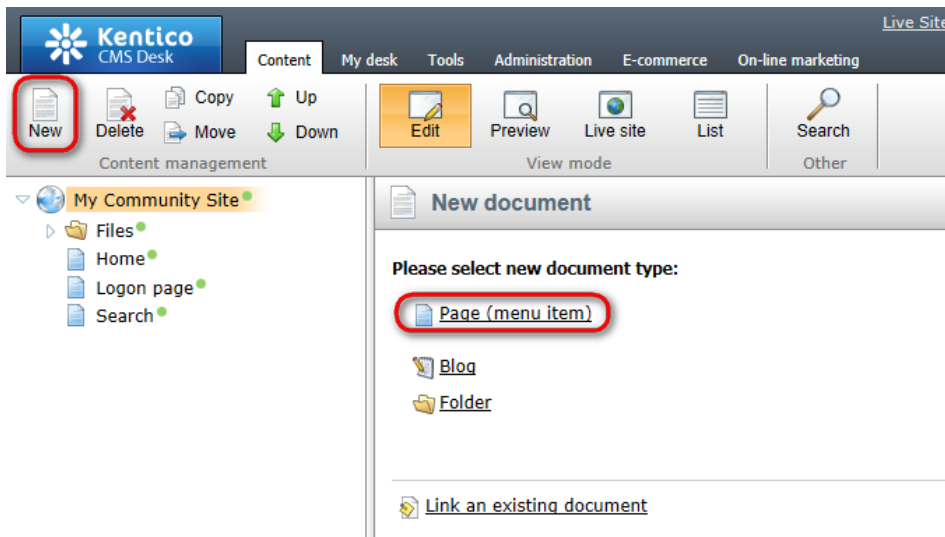 Live Site
Kentico
CMS Desk
Content My desk Tools Administration E-commerce On-line marketing
New Delete Copy Move Up Down
Content management
Edit Preview Live site List
View mode
Search
Other
My Community Site
Files
Home
Logon page
Search
New document
Please select new document type:
Page (menu item)
Blog
Folder
Link an existing document